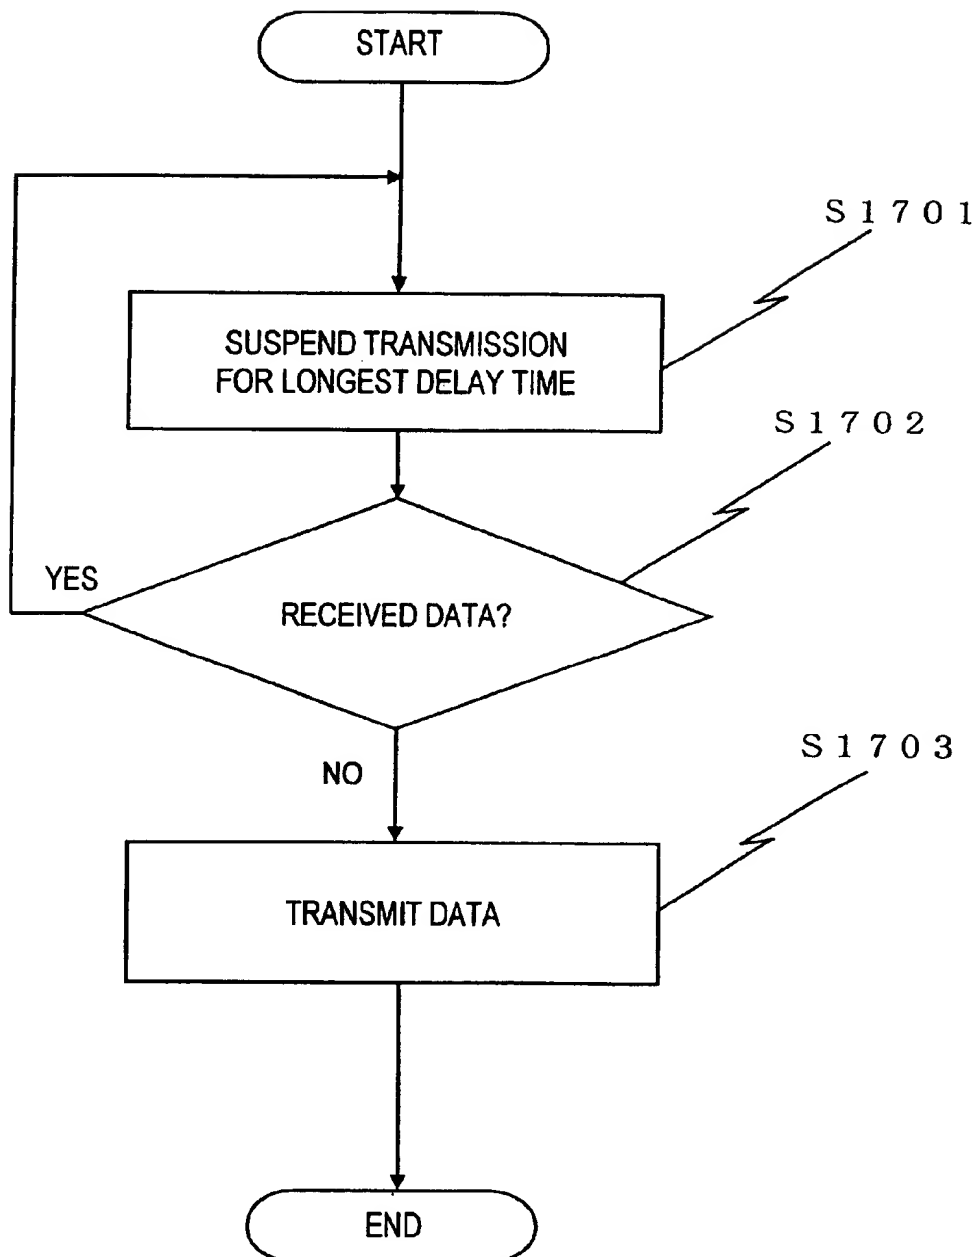 START
S1701
SUSPEND TRANSMISSION
FOR LONGEST DELAY TIME
S1702
YES
RECEIVED DATA?
S1703
NO
TRANSMIT DATA
END